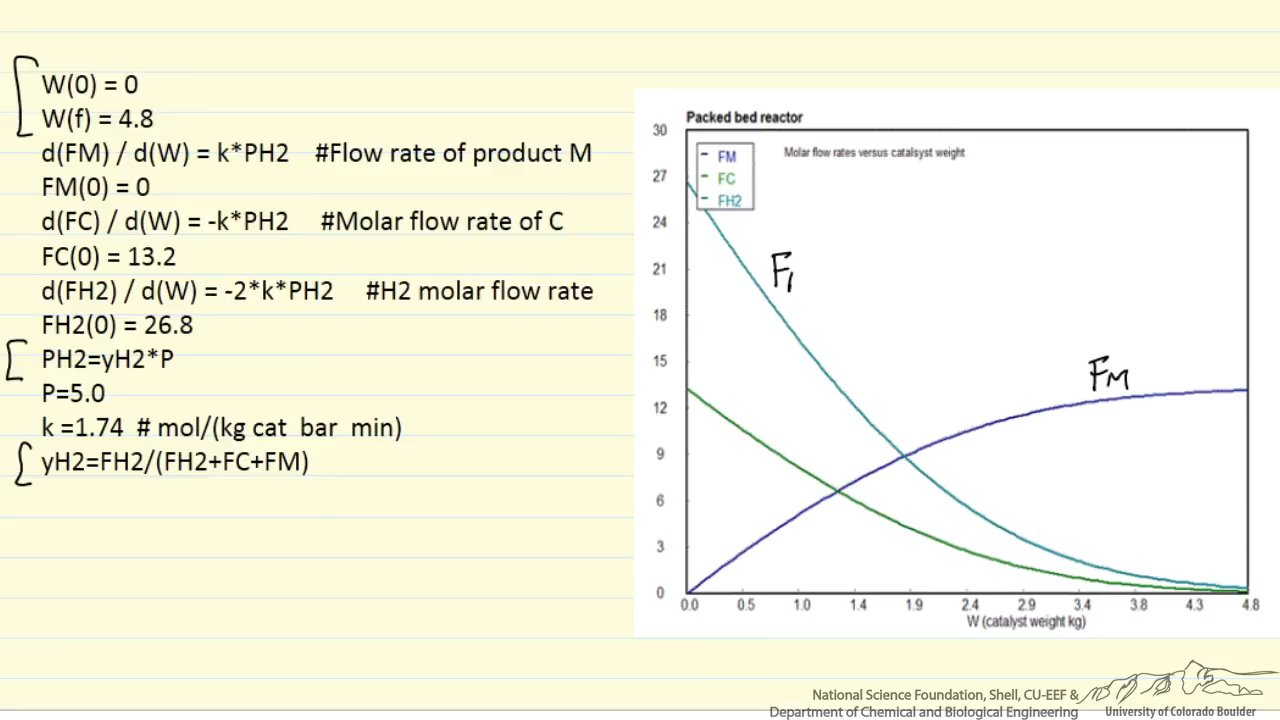 W(0) = 0
W(f) = 4.8
d(FM) / d(W) = k*PH2 #Flow rate of product M
FM(0) = 0
d(FC) / d(W) = -k*PH2 #Molar flow rate of C
FC(0) = 13.2
d(FH2) / d(W) = -2*k*PH2 #H2 molar flow rate
FH2(0) = 26.8
PH2=yH2*P
P=5.0
k =1.74 # mol/(kg cat bar min)
yH2=FH2/(FH2+FC+FM)
Packed bed reactor
Molar flow rates versus catalsyst weight
FM
FC
FH2
30
27
24
21
18
15
12
9
6
3
0
F1
FM
0.0 0.5 1.0 1.4 1.9 2.4 2.9 3.4 3.8 4.3 4.8
W (catalyst weight kg)
National Science Foundation, Shell, CU-EEF &
Department of Chemical and Biological Engineering
University of Colorado Boulder